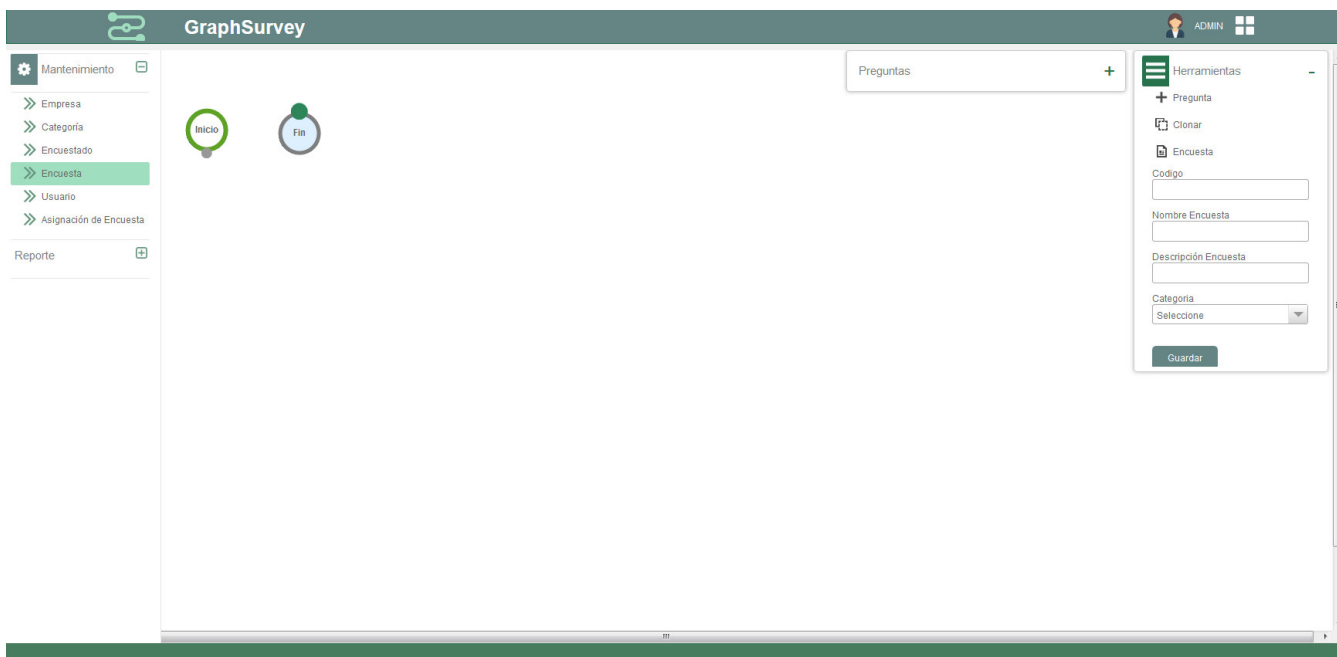 GraphSurvey
ADMIN
Mantenimiento
Empresa
Categoría
Encuestado
Encuesta
Usuario
Asignación de Encuesta
Reporte
Inicio
Fin
Preguntas
+
Herramientas
-
Pregunta
Clonar
Encuesta
Codigo
Nombre Encuesta
Descripción Encuesta
Categoria
Seleccione
Guardar